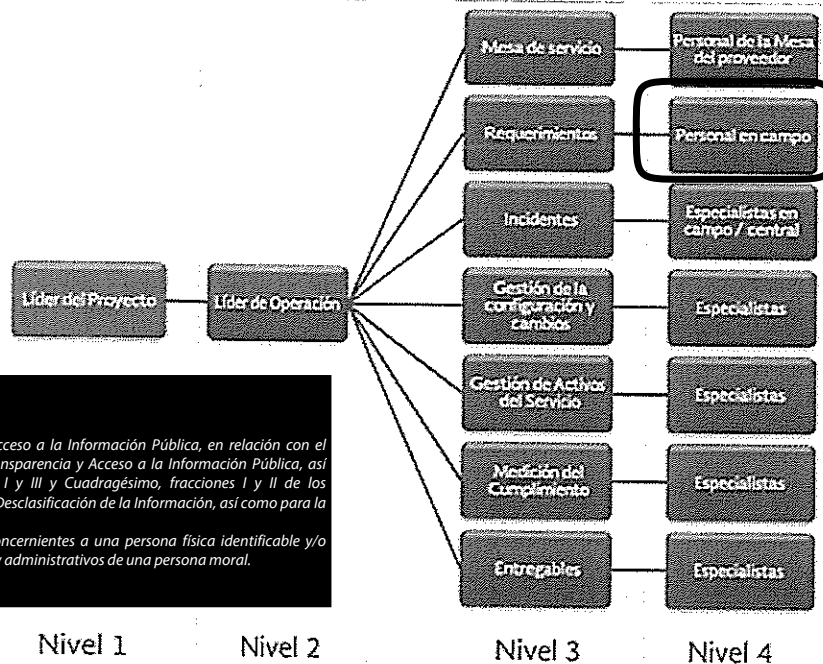 Mesa de servicio
Personal de la Mesa
del proveedor
Requerimientos
Personal en campo
Incidentes
Especialistas en
campo / central
Líder del Proyecto
Líder de Operación
Gestión de la
configuración y
cambios
Especialistas
Gestión de Activos
del Servicio
Especialistas
Medición del
Cumplimiento
Especialistas
Entregables
Especialistas
cceso a la Información Pública, en relación con el
nsparencia y Acceso a la Información Pública, así
I y III y Cuadragésimo, fracciones I y II de los
Desclasificación de la Información, así como para la
ncernientes a una persona física identificable y/o
y administrativos de una persona moral.
Nivel 1
Nivel 2
Nivel 3
Nivel 4